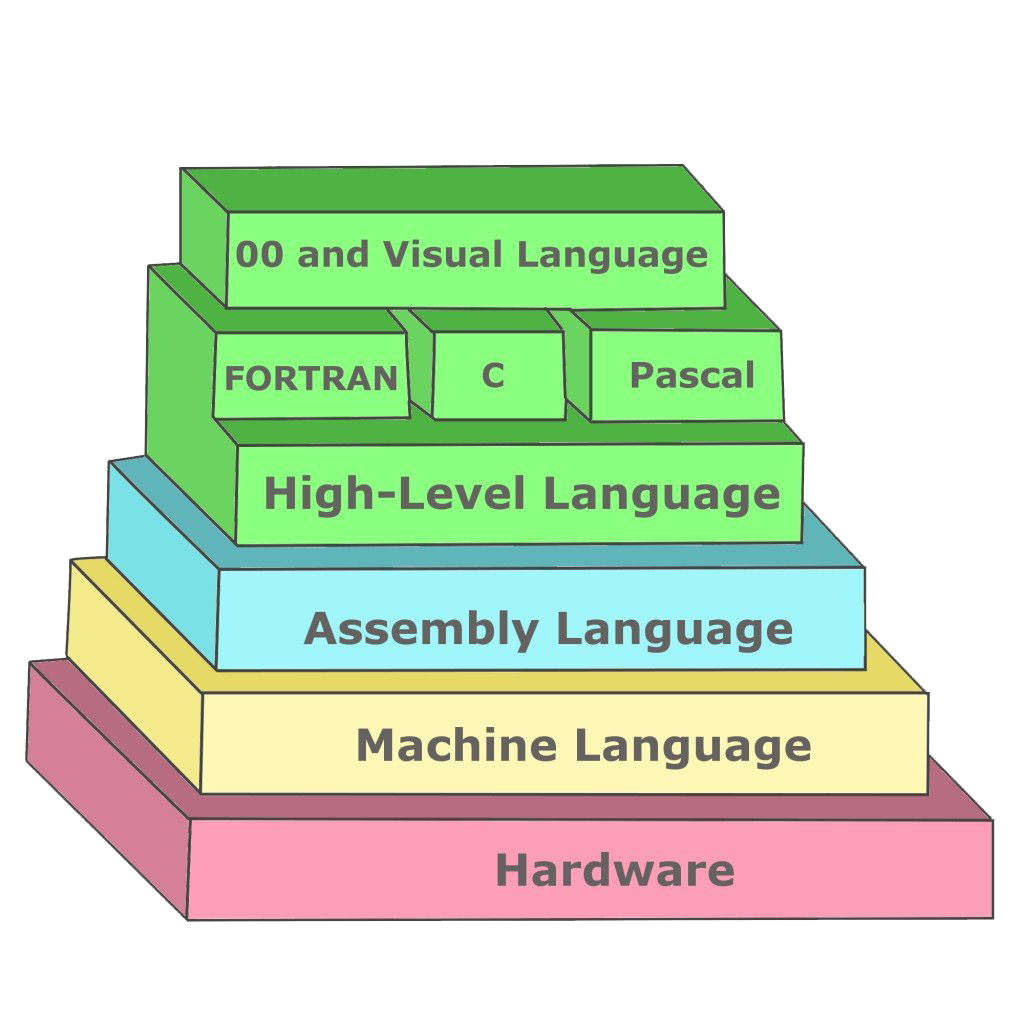 00 and Visual Language
FORTRAN
C
Pascal
High-Level Language
Assembly Language
Machine Language
Hardware